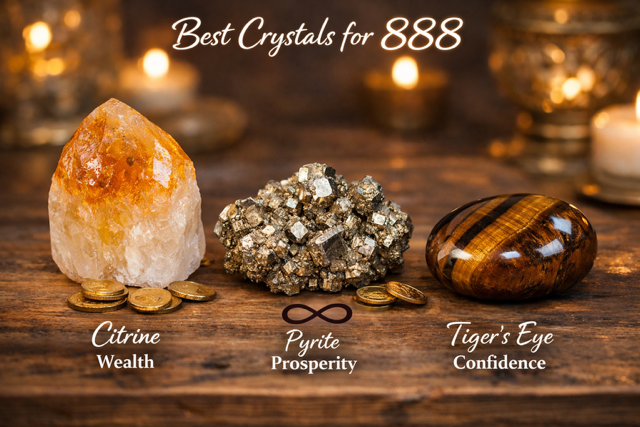 Best Crystals for 888
Citrine
Wealth
Pyrite
Prosperity
Tiger's Eye
Confidence